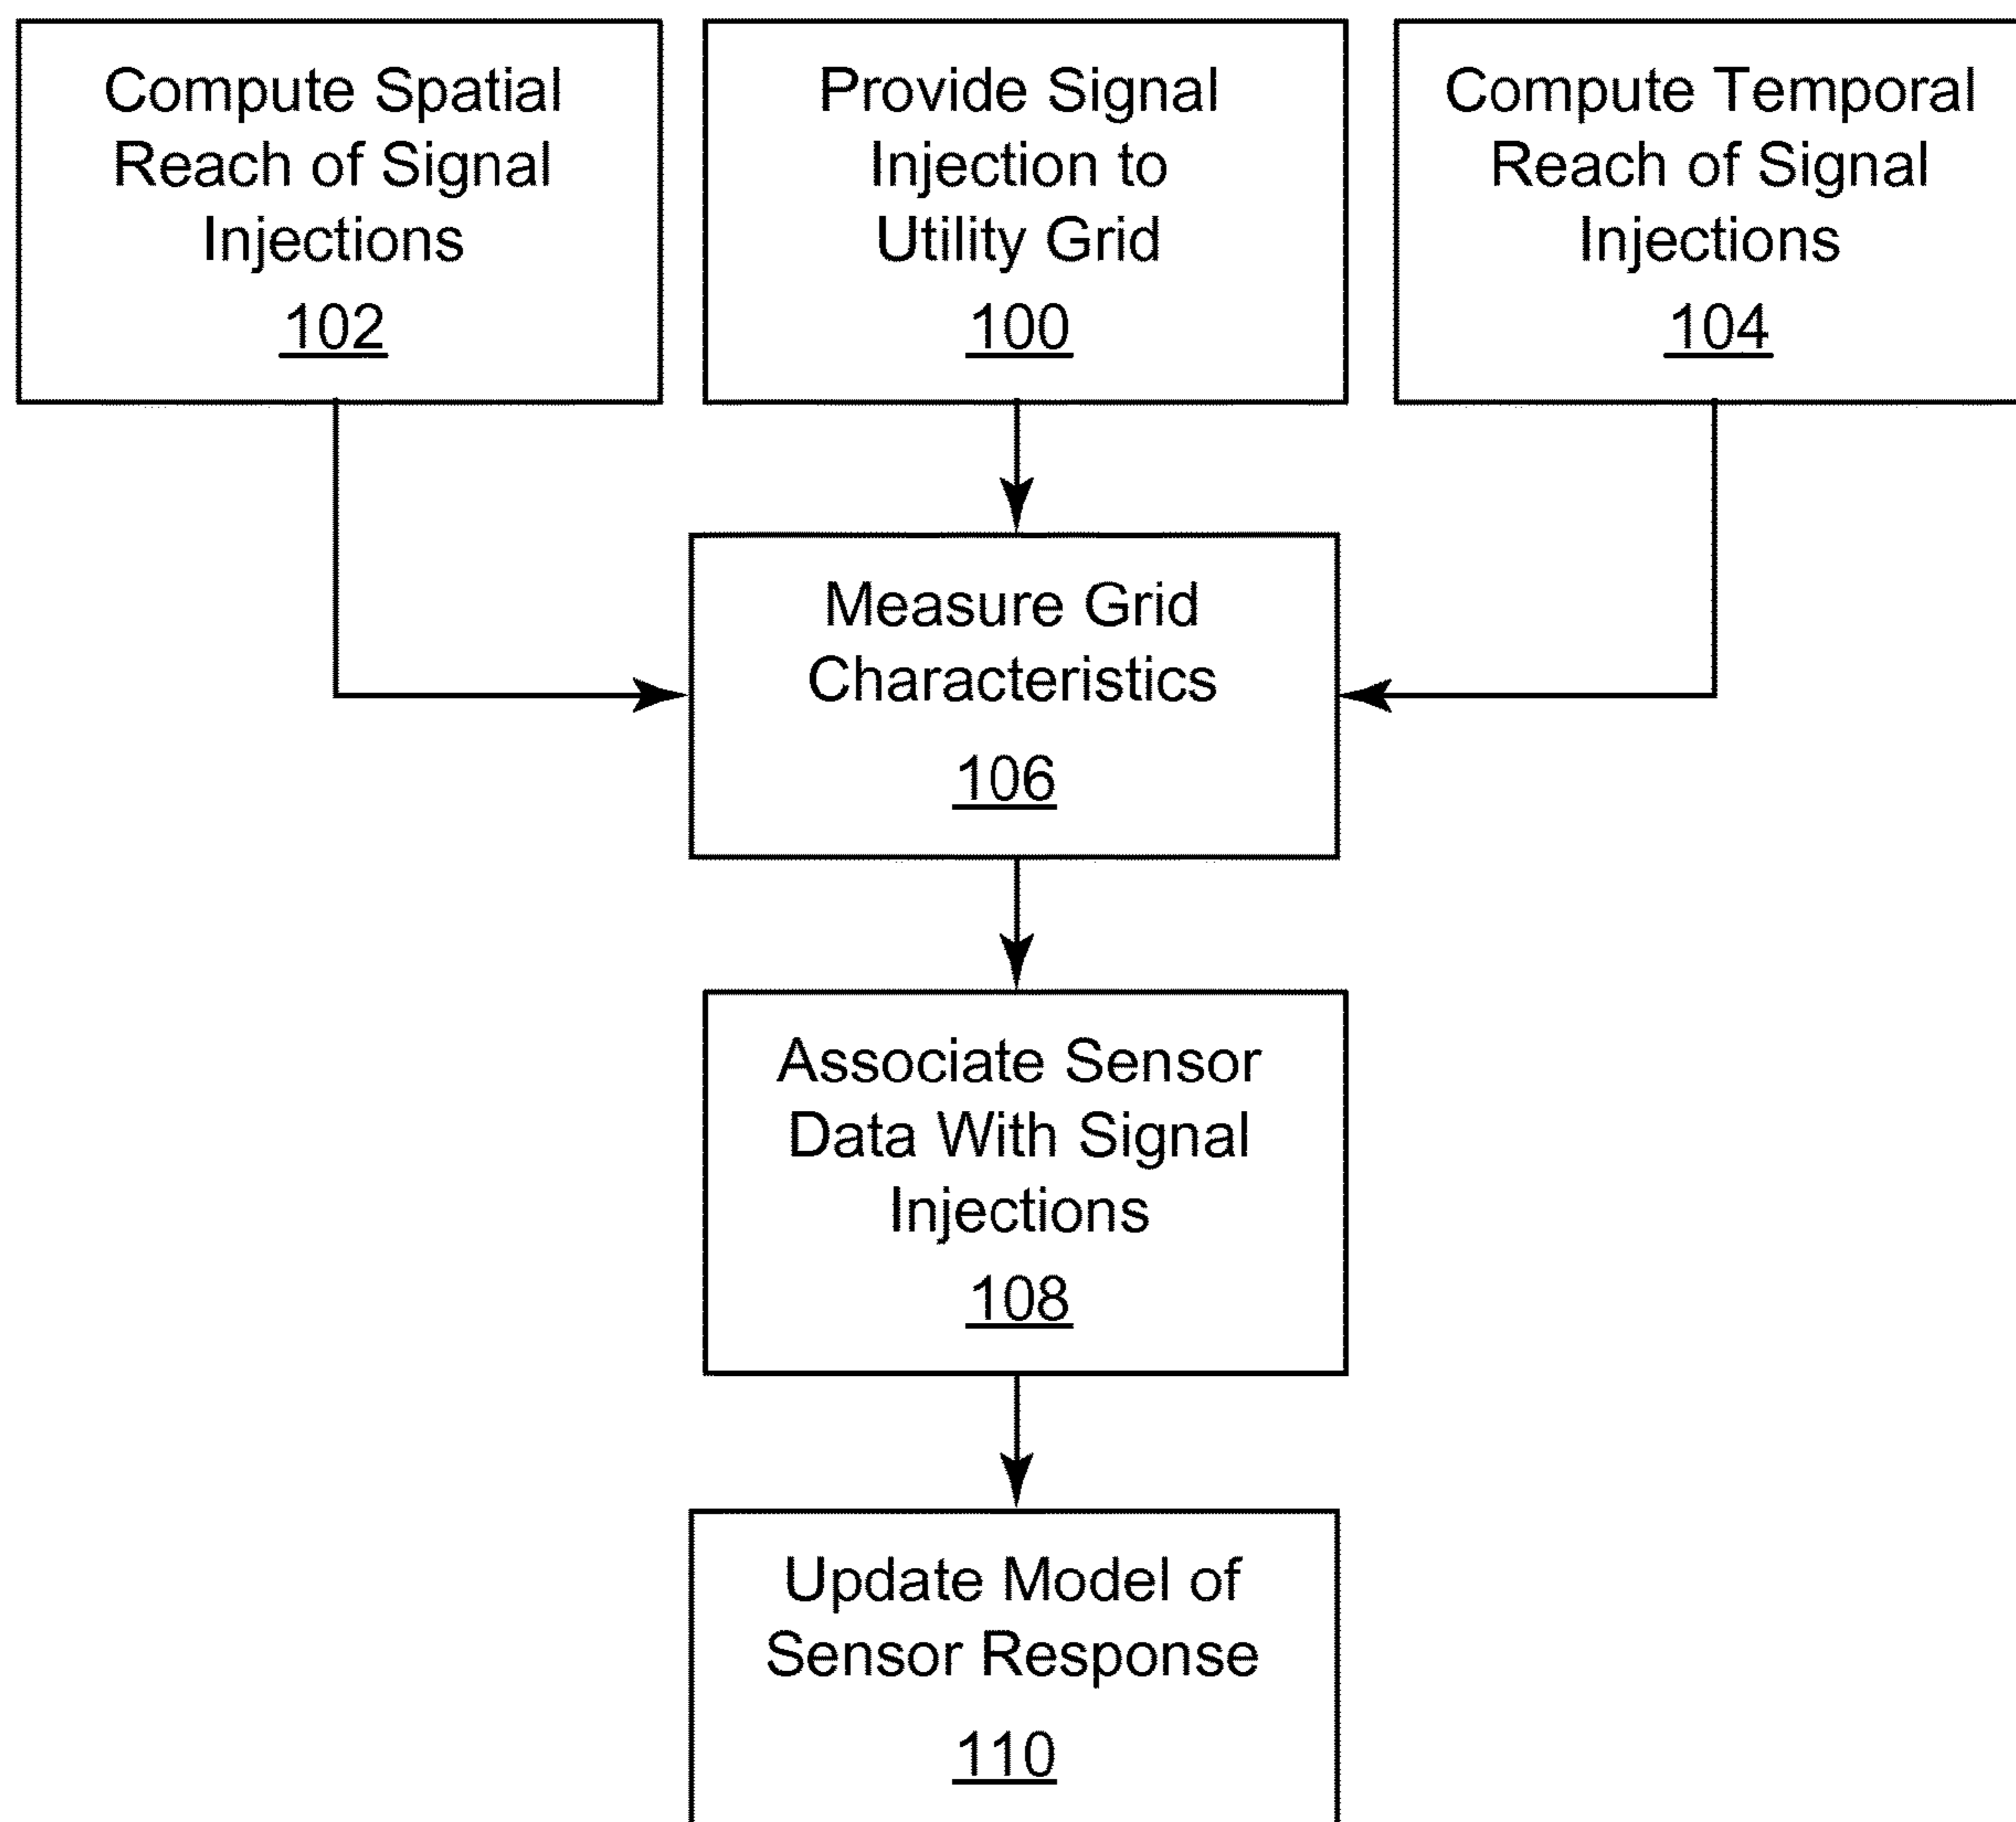 Compute Spatial
Reach of Signal
Injections
102
Provide Signal
Injection to
Utility Grid
100
Compute Temporal
Reach of Signal
Injections
104
Measure Grid
Characteristics
106
Associate Sensor
Data With Signal
Injections
108
Update Model of
Sensor Response
110